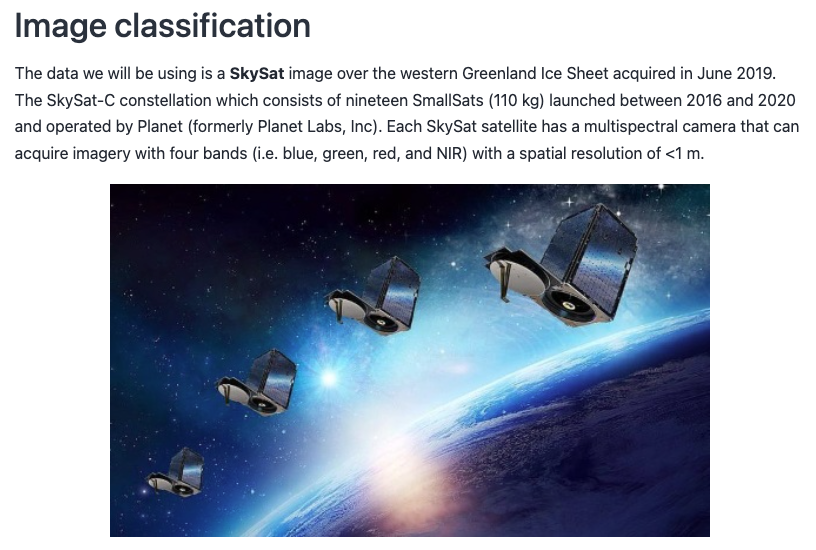 Image classification
The data we will be using is a SkySat image over the western Greenland Ice Sheet acquired in June 2019.
The SkySat-C constellation which consists of nineteen SmallSats (110 kg) launched between 2016 and 2020
and operated by Planet (formerly Planet Labs, Inc). Each SkySat satellite has a multispectral camera that can
acquire imagery with four bands (i.e. blue, green, red, and NIR) with a spatial resolution of <1 m.